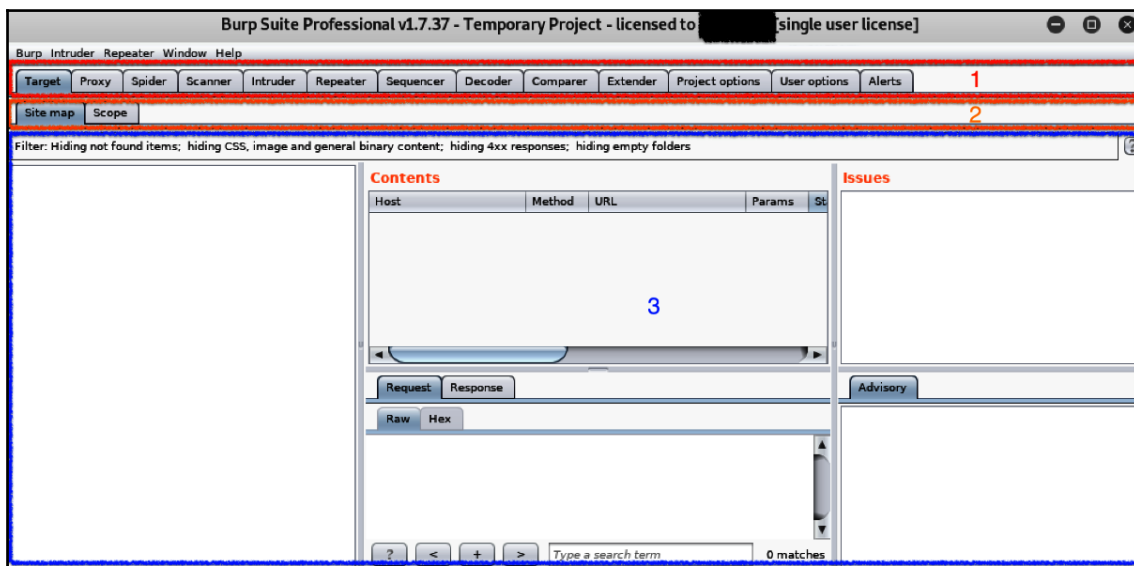 Burp Suite Professional v1.7.37 - Temporary Project - licensed to [single user license]
Burp Intruder Repeater Window Help
Target Proxy Spider Scanner Intruder Repeater Sequencer Decoder Comparer Extender Project options User options Alerts 1
Site map Scope 2
Filter: Hiding not found items; hiding CSS, image and general binary content; hiding 4xx responses; hiding empty folders ?
Contents Issues
Host Method URL Params St
3
Request Response Advisory
Raw Hex
? < + > Type a search term 0 matches